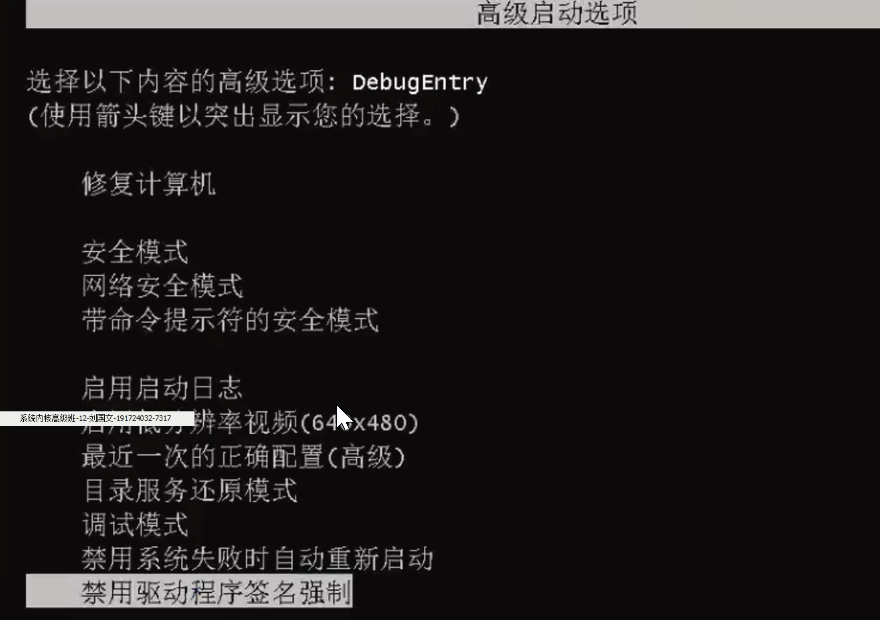 高级启动选项
选择以下内容的高级选项: DebugEntry
(使用箭头键以突出显示您的选择。)
修复计算机
安全模式
网络安全模式
带命令提示符的安全模式
启用启动日志
系统内核高级班-12-刘国文-191724032-7317
启用低分辨率视频(640x480)
最近一次的正确配置(高级)
目录服务还原模式
调试模式
禁用系统失败时自动重新启动
禁用驱动程序签名强制